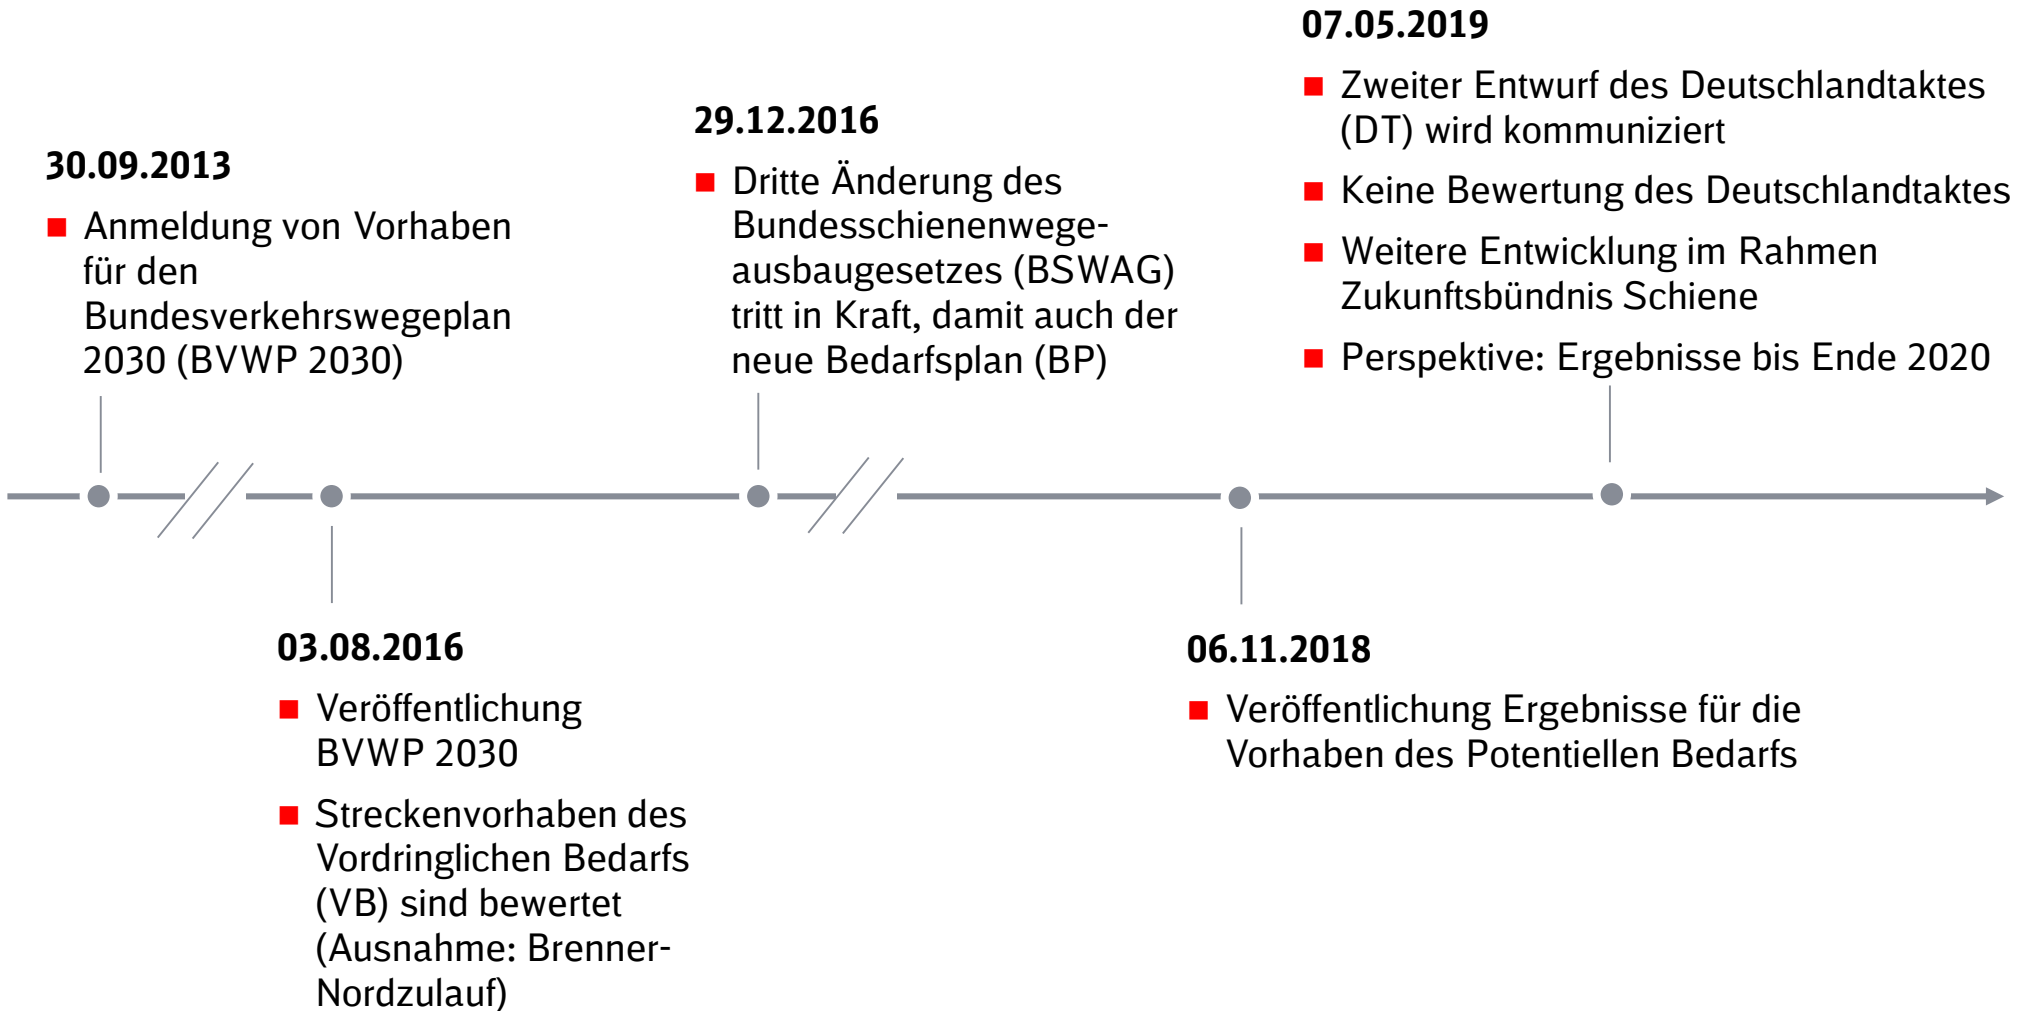 30.09.2013
Anmeldung von Vorhaben
für den
Bundesverkehrswegeplan
2030 (BVWP 2030)
03.08.2016
Veröffentlichung
BVWP 2030
Streckenvorhaben des
Vordringlichen Bedarfs
(VB) sind bewertet
(Ausnahme: Brenner-
Nordzulauf)
29.12.2016
Dritte Änderung des
Bundesschienenwege-
ausbaugesetzes (BSWAG)
tritt in Kraft, damit auch der
neue Bedarfsplan (BP)
06.11.2018
Veröffentlichung Ergebnisse für die
Vorhaben des Potentiellen Bedarfs
07.05.2019
Zweiter Entwurf des Deutschlandtaktes
(DT) wird kommuniziert
Keine Bewertung des Deutschlandtaktes
Weitere Entwicklung im Rahmen
Zukunftsbündnis Schiene
Perspektive: Ergebnisse bis Ende 2020